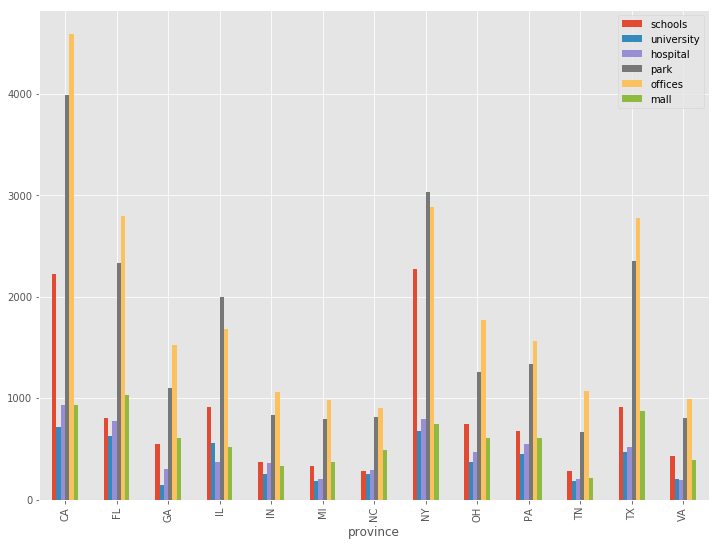 schools
university
hospital
park
offices
mall
4000
3000
2000
1000
0
CA FL GA IL IN MI NC NY OH PA TN TX VA
province